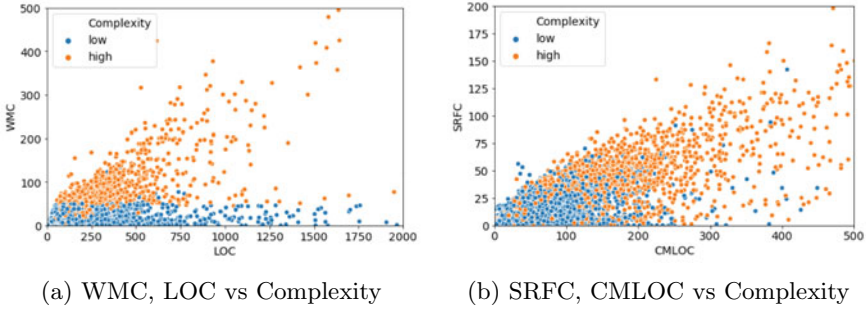 500
400
300
200
100
0
WMC
Complexity
low
high
0 250 500 750 1000 1250 1500 1750 2000
LOC
200
175
150
125
100
75
50
25
0
SRFC
Complexity
low
high
0 100 200 300 400 500
CMLOC
(a) WMC, LOC vs Complexity
(b) SRFC, CMLOC vs Complexity